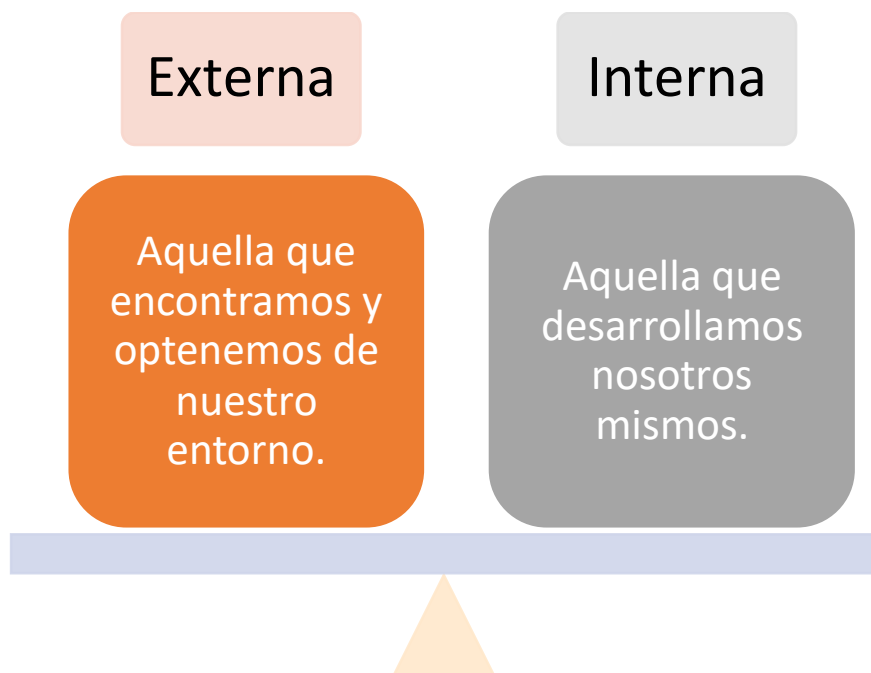 Externa
Interna
Aquella que
encontramos y
optenemos de
nuestro
entorno.
Aquella que
desarrollamos
nosotros
mismos.